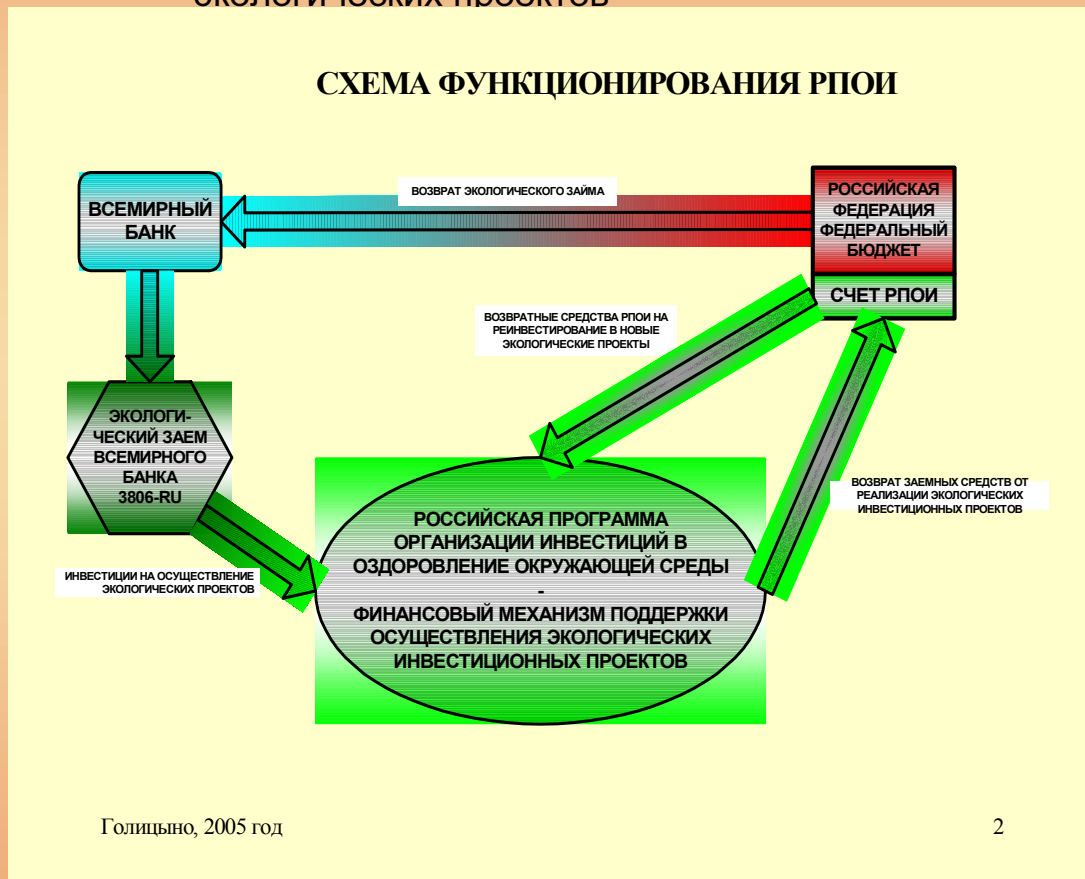 экологических проектов
СХЕМА ФУНКЦИОНИРОВАНИЯ РПОИ
ВСЕМИРНЫЙ
БАНК
ВОЗВРАТ ЭКОЛОГИЧЕСКОГО ЗАЙМА
РОССИЙСКАЯ
ФЕДЕРАЦИЯ
ФЕДЕРАЛЬНЫЙ
БЮДЖЕТ
СЧЕТ РПОИ
ВОЗВРАТНЫЕ СРЕДСТВА РПОИ НА
РЕИНВЕСТИРОВАНИЕ В НОВЫЕ
ЭКОЛОГИЧЕСКИЕ ПРОЕКТЫ
ЭКОЛОГИ-
ЧЕСКИЙ ЗАЕМ
ВСЕМИРНОГО
БАНКА
3806-RU
ВОЗВРАТ ЗАЕМНЫХ СРЕДСТВ ОТ
РЕАЛИЗАЦИИ ЭКОЛОГИЧЕСКИХ
ИНВЕСТИЦИОННЫХ ПРОЕКТОВ
ИНВЕСТИЦИИ НА ОСУЩЕСТВЛЕНИЕ
ЭКОЛОГИЧЕСКИХ ПРОЕКТОВ
РОССИЙСКАЯ ПРОГРАММА
ОРГАНИЗАЦИИ ИНВЕСТИЦИЙ В
ОЗДОРОВЛЕНИЕ ОКРУЖАЮЩЕЙ СРЕДЫ
-
ФИНАНСОВЫЙ МЕХАНИЗМ ПОДДЕРЖКИ
ОСУЩЕСТВЛЕНИЯ ЭКОЛОГИЧЕСКИХ
ИНВЕСТИЦИОННЫХ ПРОЕКТОВ
Голицыно, 2005 год
2